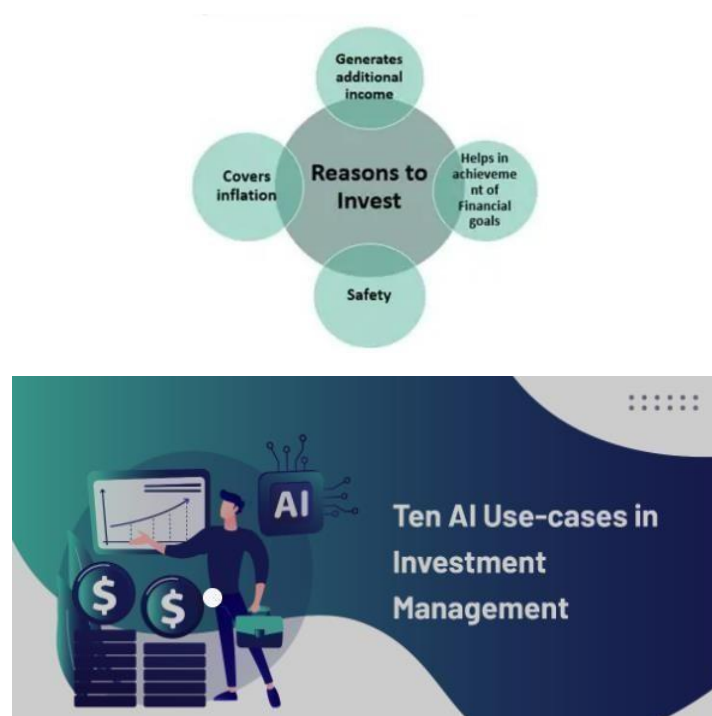 Generates
additional
income
Covers
inflation
Reasons to
Invest
Helps in
achieveme
nt of
Financial
goals
Safety
AI
Ten AI Use-cases in
Investment
Management
$
$